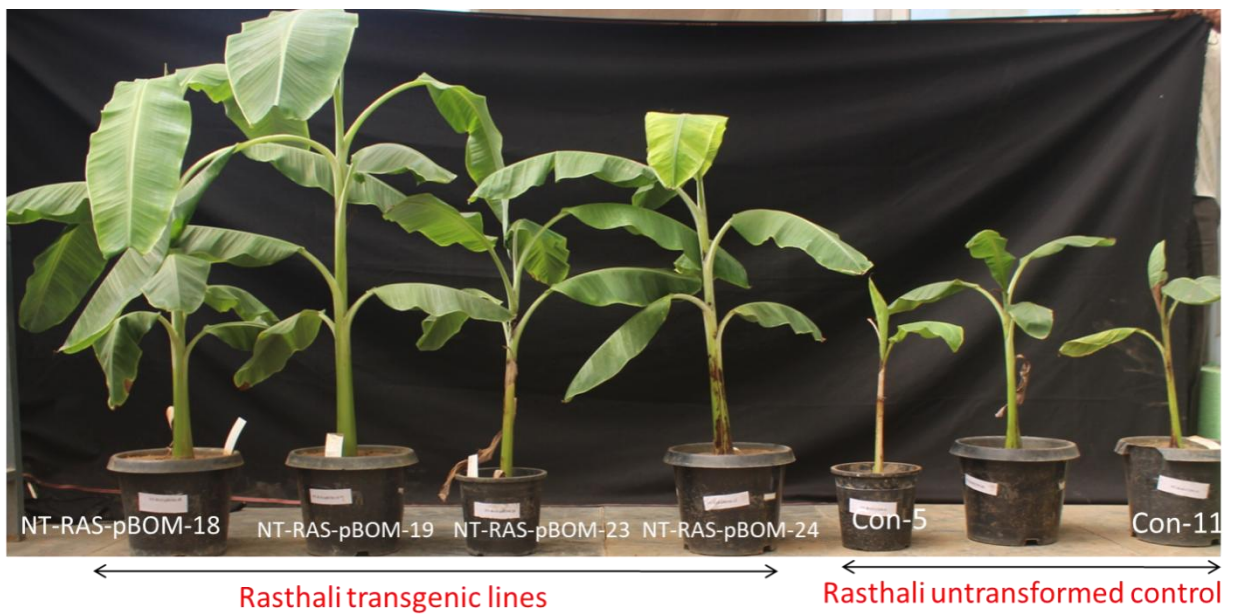 NT-RAS-pBOM-18
NT-RAS-pBOM-19
NT-RAS-pBOM-23
NT-RAS-pBOM-24
Con-5
Con-11
Rasthali transgenic lines
Rasthali untransformed control